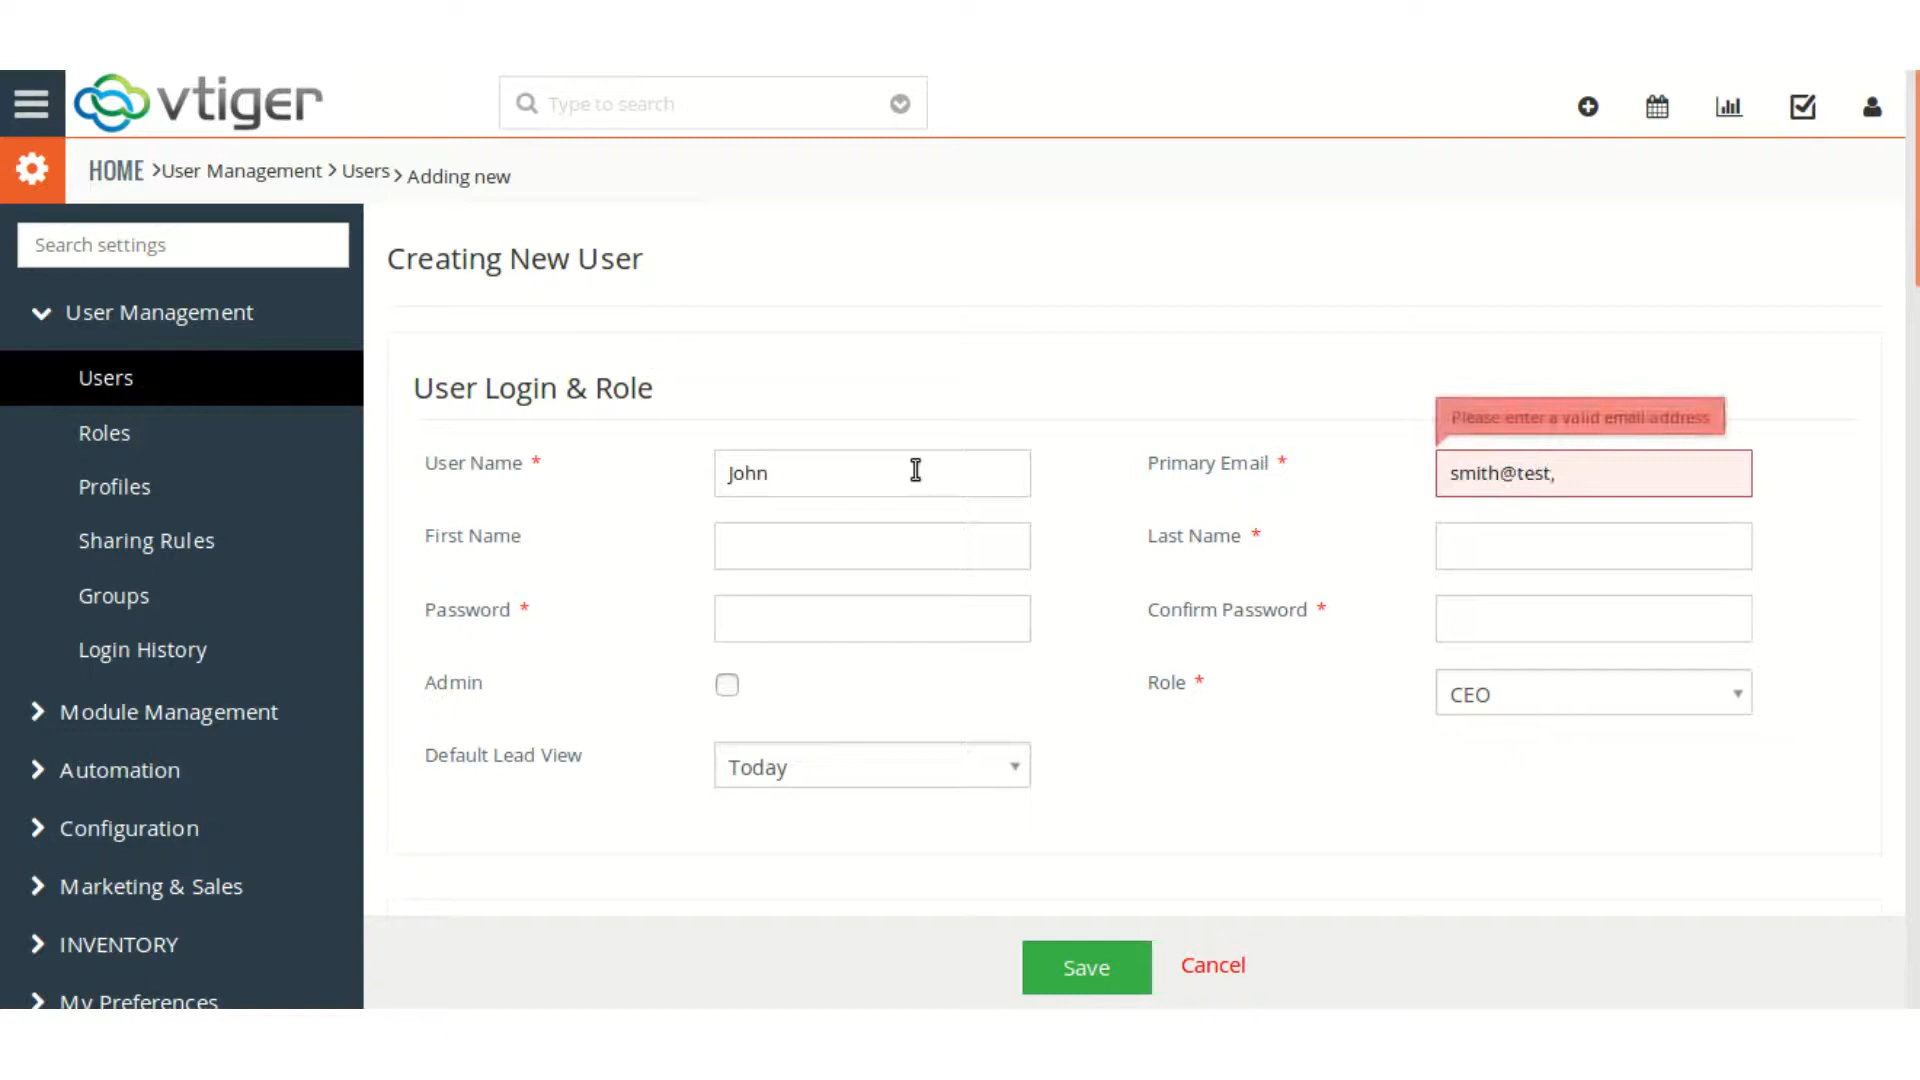 vtiger
Type to search
HOME >User Management > Users > Adding new
Search settings
User Management
Users
Roles
Profiles
Sharing Rules
Groups
Login History
Module Management
Automation
Configuration
Marketing & Sales
INVENTORY
My Preferences
Creating New User
User Login & Role
Please enter a valid email address
User Name * John
Primary Email * smith@test,
First Name
Last Name *
Password *
Confirm Password *
Admin
Role * CEO
Default Lead View Today
Save Cancel